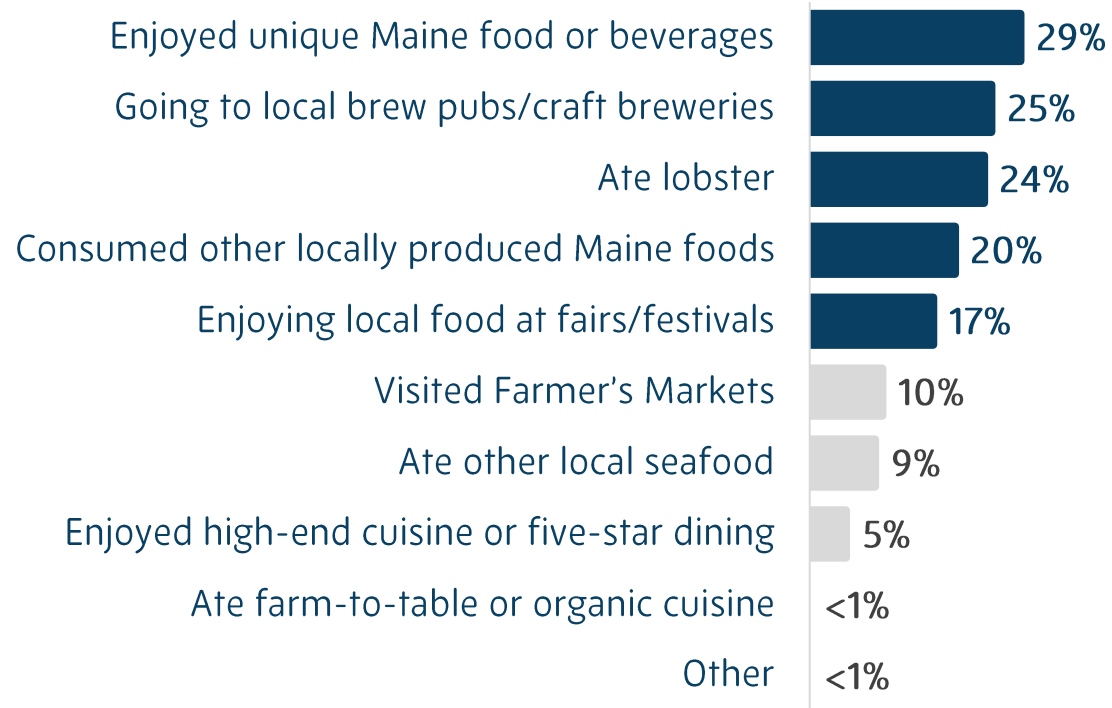 Enjoyed unique Maine food or beverages 29%
Going to local brew pubs/craft breweries 25%
Ate lobster 24%
Consumed other locally produced Maine foods 20%
Enjoying local food at fairs/festivals 17%
Visited Farmer’s Markets 10%
Ate other local seafood 9%
Enjoyed high-end cuisine or five-star dining 5%
Ate farm-to-table or organic cuisine <1%
Other <1%